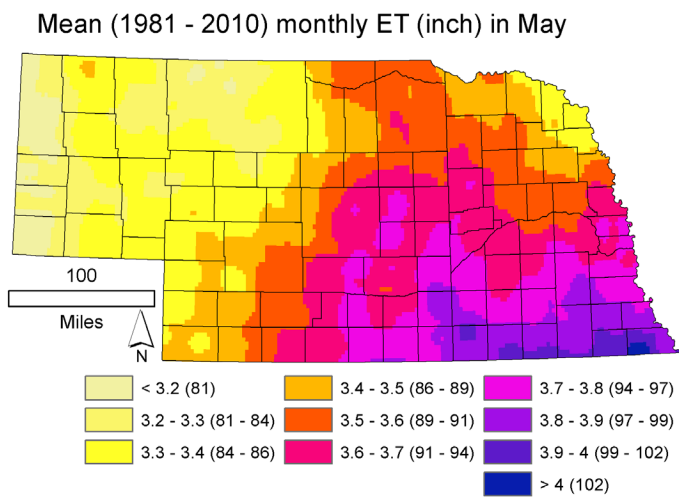 Mean (1981 - 2010) monthly ET (inch) in May
100
Miles
N
< 3.2 (81)
3.2 - 3.3 (81 - 84)
3.3 - 3.4 (84 - 86)
3.4 - 3.5 (86 - 89)
3.5 - 3.6 (89 - 91)
3.6 - 3.7 (91 - 94)
3.7 - 3.8 (94 - 97)
3.8 - 3.9 (97 - 99)
3.9 - 4 (99 - 102)
> 4 (102)